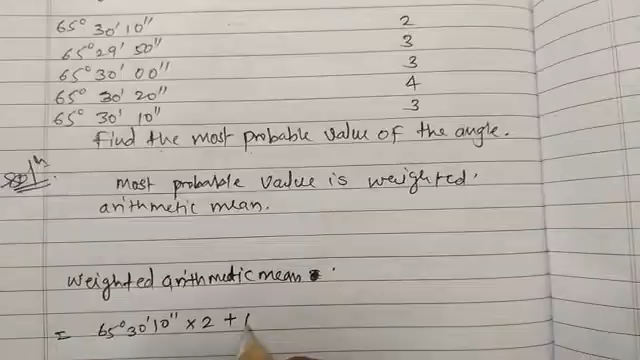 65° 30' 10" 2
65° 29' 50" 3
65° 30' 00" 3
65° 30' 20" 4
65° 30' 10" 3
find the most probable value of the angle.
Solⁿ.
most probable value is weighted.
arithmetic mean.
weighted arithmetic mean
= 65° 30' 10" × 2 +